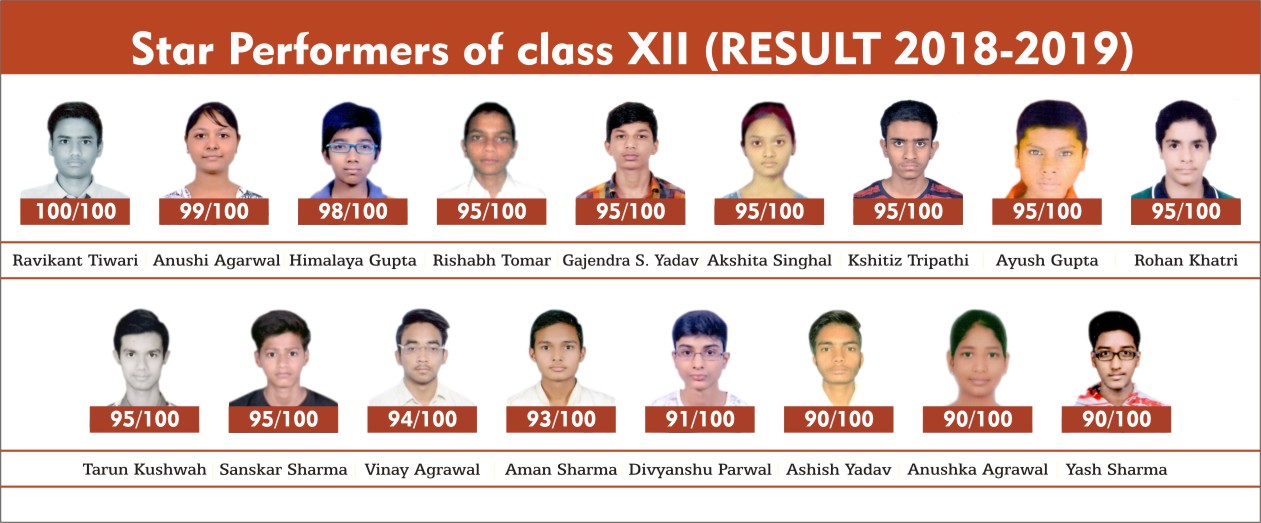 Star Performers of class XII (RESULT 2018-2019)
100/100 99/100 98/100 95/100 95/100 95/100 95/100 95/100 95/100
Ravikant Tiwari Anushi Agarwal Himalaya Gupta Rishabh Tomar Gajendra S. Yadav Akshita Singhal Kshitiz Tripathi Ayush Gupta Rohan Khatri
95/100 95/100 94/100 93/100 91/100 90/100 90/100 90/100
Tarun Kushwah Sanskar Sharma Vinay Agrawal Aman Sharma Divyanshu Parwal Ashish Yadav Anushka Agrawal Yash Sharma